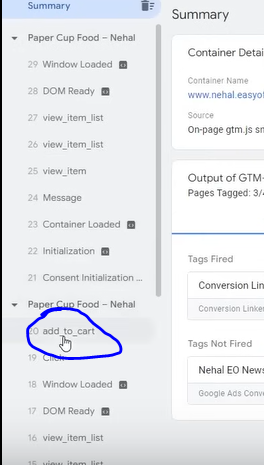 Summary
Paper Cup Food – Nehal
29 Window Loaded
28 DOM Ready
27 view_item_list
26 view_item_list
25 view_item
24 Message
23 Container Loaded
22 Initialization
21 Consent Initialization ...
Paper Cup Food – Nehal
20 add_to_cart
19 Click
18 Window Loaded
17 DOM Ready
16 view_item_list
15 view_item_list
Summary
Container Detai
Container Name
www.nehal.easyo
Source
On-page gtm.js sn
Output of GTM-
Pages Tagged: 3/
Tags Fired
Conversion Lin
Conversion Linker
Tags Not Fired
Nehal EO News
Google Ads Conve